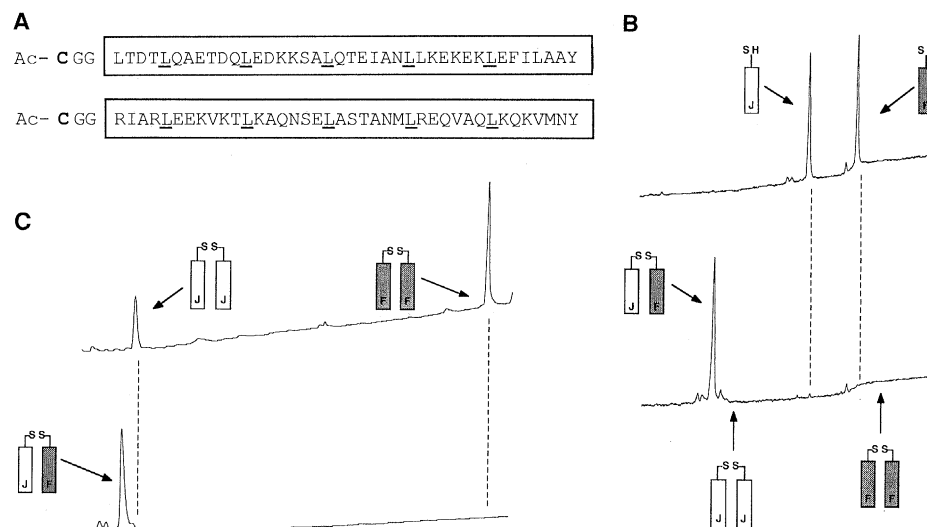 A
Ac- C GG LTDTLQAETDQLEDKKSALQTEIANLLKEKEKLEFILAAY
Ac- C GG RIARLEEKVKTLKAQNSELASTANMLREQVAQLKQKVMNY
B
SH
J
S
F
S S
J F
S S
J J
S S
F F
C
S S
J J
S S
F F
S S
J F